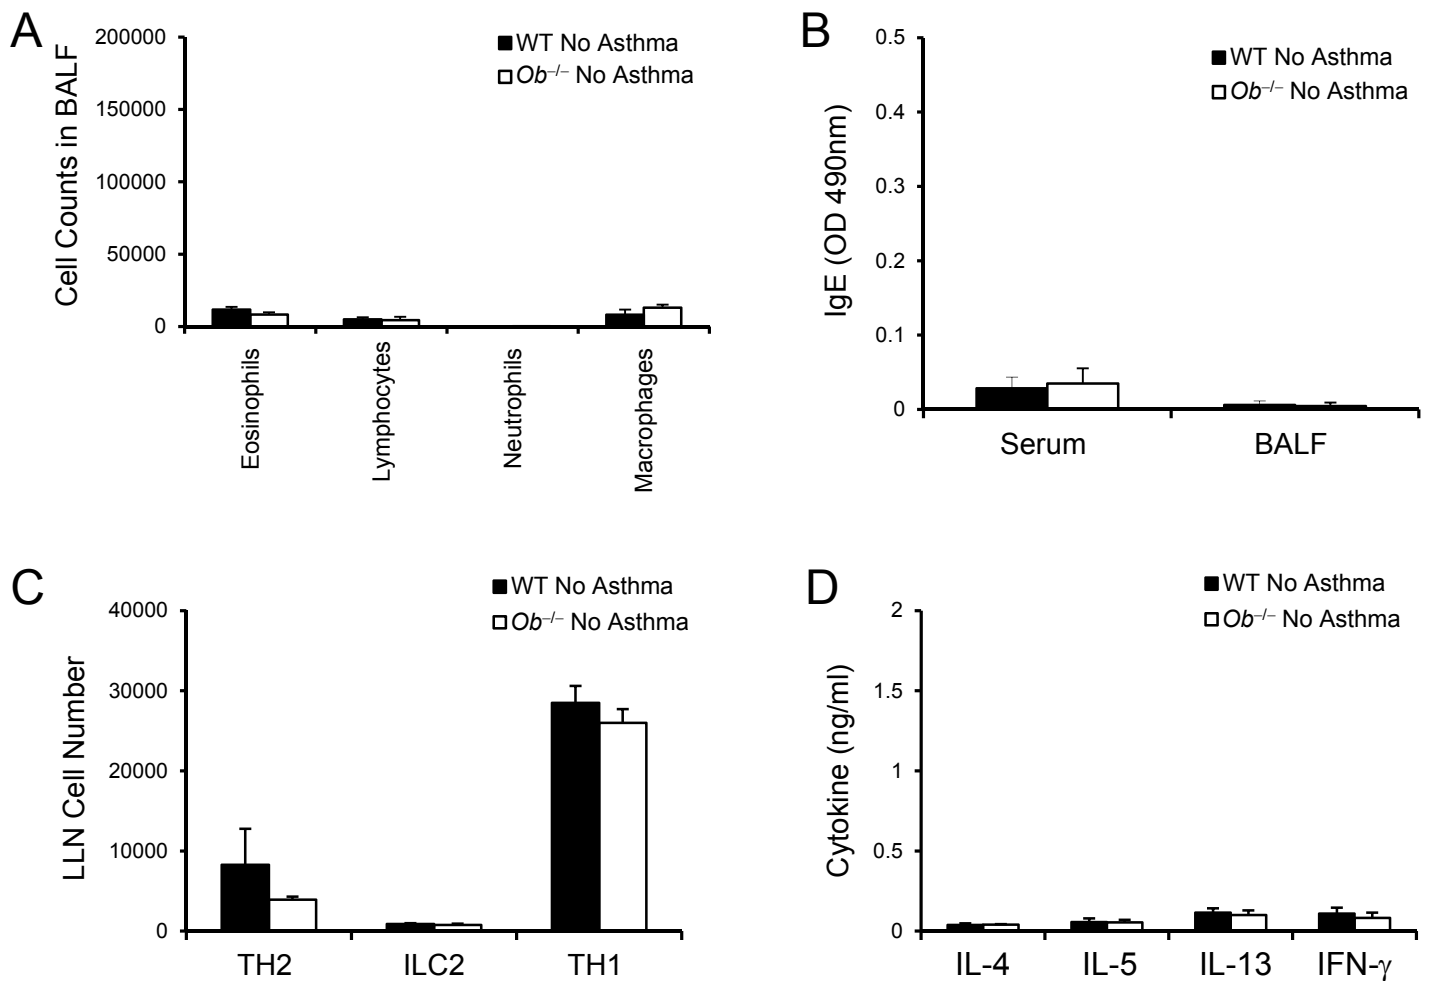 A
Cell Counts in BALF
200000
150000
100000
50000
0
WT No Asthma
Ob–/– No Asthma
Eosinophils
Lymphocytes
Neutrophils
Macrophages
B
IgE (OD 490nm)
0.5
0.4
0.3
0.2
0.1
0
WT No Asthma
Ob–/– No Asthma
Serum
BALF
C
LLN Cell Number
40000
30000
20000
10000
0
WT No Asthma
Ob–/– No Asthma
TH2
ILC2
TH1
D
Cytokine (ng/ml)
2
1.5
1
0.5
0
WT No Asthma
Ob–/– No Asthma
IL-4
IL-5
IL-13
IFN-γ